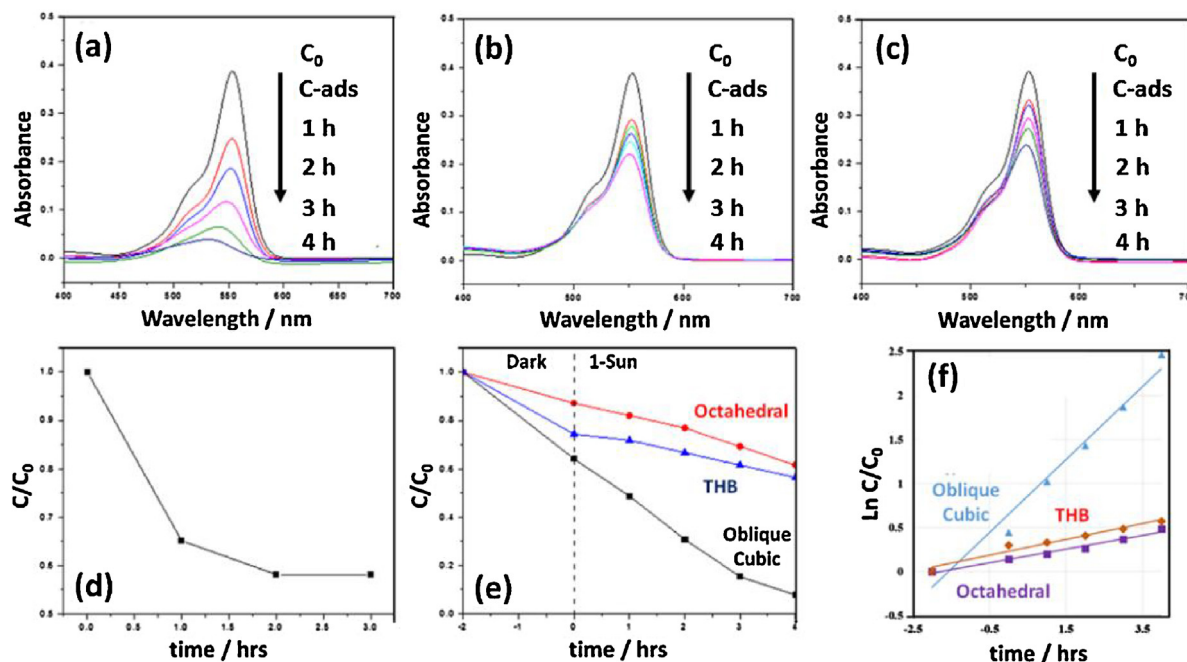 (a)
C₀
C-ads
1 h
2 h
3 h
4 h
Absorbance
0.5
0.4
0.3
0.2
0.1
0.0
400 450 500 550 600 650 700
Wavelength / nm
(b)
C₀
C-ads
1 h
2 h
3 h
4 h
Absorbance
0.5
0.4
0.3
0.2
0.1
0.0
400 500 600 700
Wavelength / nm
(c)
C₀
C-ads
1 h
2 h
3 h
4 h
Absorbance
0.5
0.4
0.3
0.2
0.1
0.0
400 500 600 700
Wavelength / nm
(d)
C/C₀
1.0
0.9
0.8
0.7
0.6
0.5
0.0 0.5 1.0 1.5 2.0 2.5 3.0
time / hrs
(e)
Dark 1-Sun
Octahedral
THB
Oblique
Cubic
C/C₀
1.0
0.8
0.6
0.4
0.2
0.0
-2 -1 0 1 2 3 4
time / hrs
(f)
Oblique
Cubic
THB
Octahedral
Ln C/C₀
2.5
2
1.5
1
0.5
0
-0.5
-2.5 -0.5 1.5 3.5
time / hrs